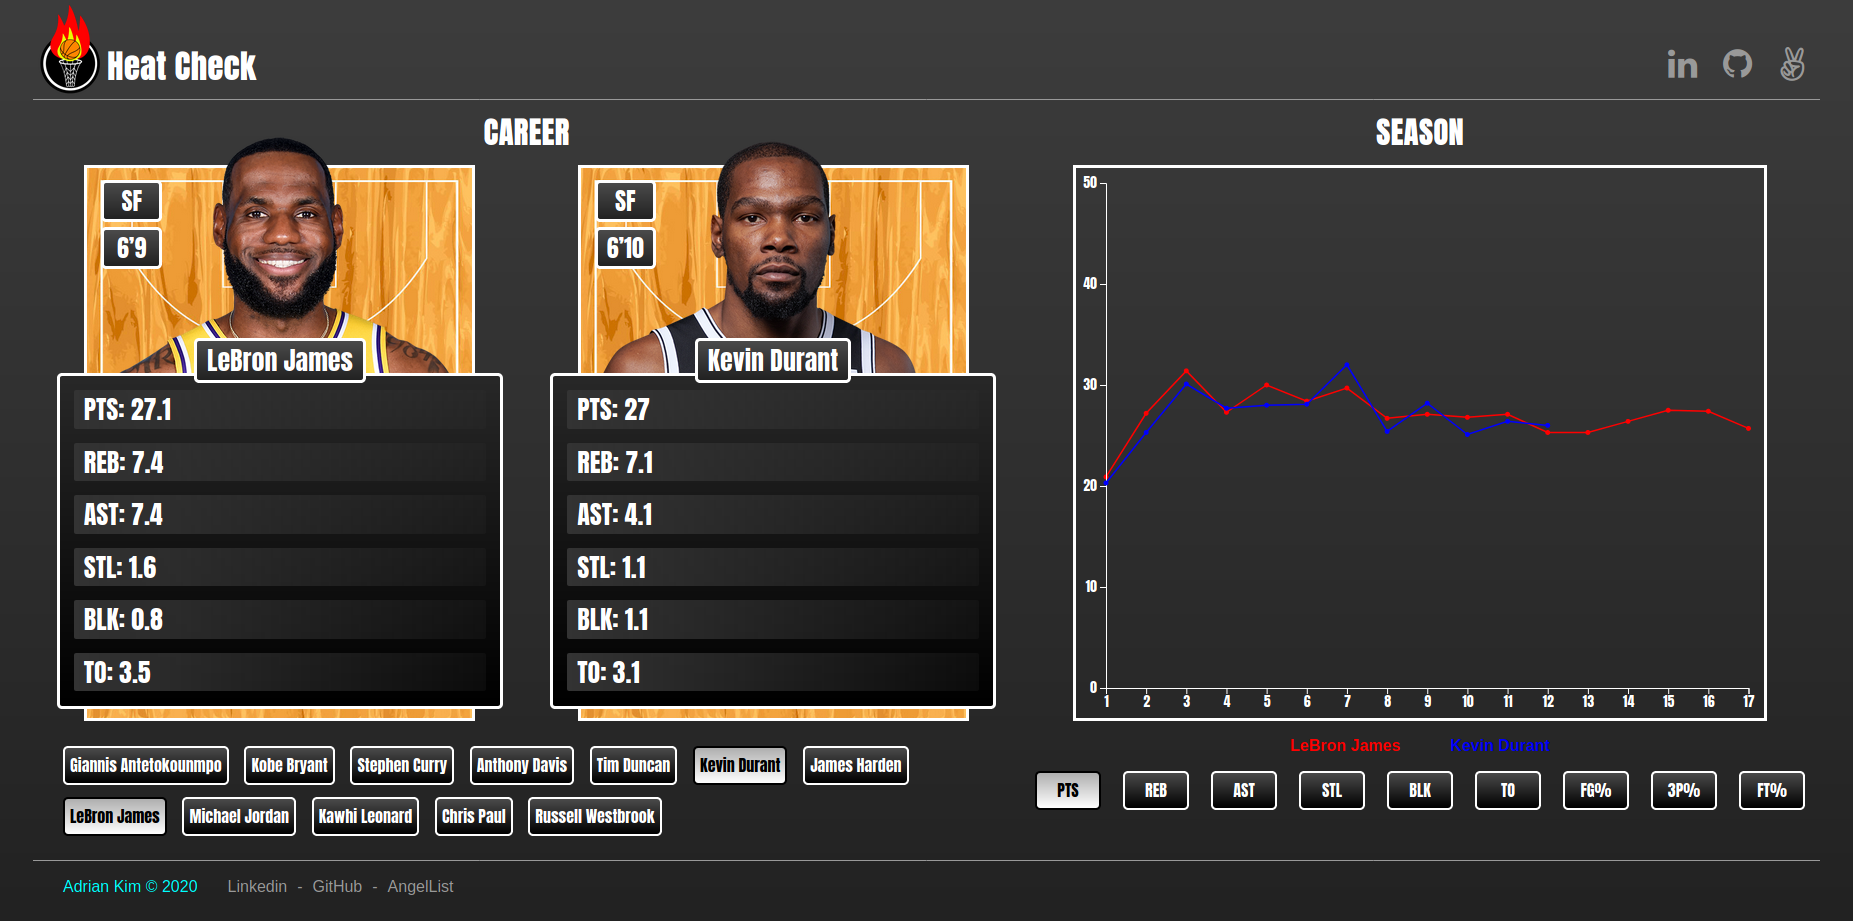 Heat Check
CAREER
SEASON
SF
6'9
LeBron James
PTS: 27.1
REB: 7.4
AST: 7.4
STL: 1.6
BLK: 0.8
TO: 3.5
SF
6'10
Kevin Durant
PTS: 27
REB: 7.1
AST: 4.1
STL: 1.1
BLK: 1.1
TO: 3.1
50
40
30
20
10
0
1 2 3 4 5 6 7 8 9 10 11 12 13 14 15 16 17
LeBron James Kevin Durant
Giannis Antetokounmpo Kobe Bryant Stephen Curry Anthony Davis Tim Duncan Kevin Durant James Harden
LeBron James Michael Jordan Kawhi Leonard Chris Paul Russell Westbrook
PTS REB AST STL BLK TO FG% 3P% FT%
Adrian Kim © 2020 Linkedin - GitHub - AngelList